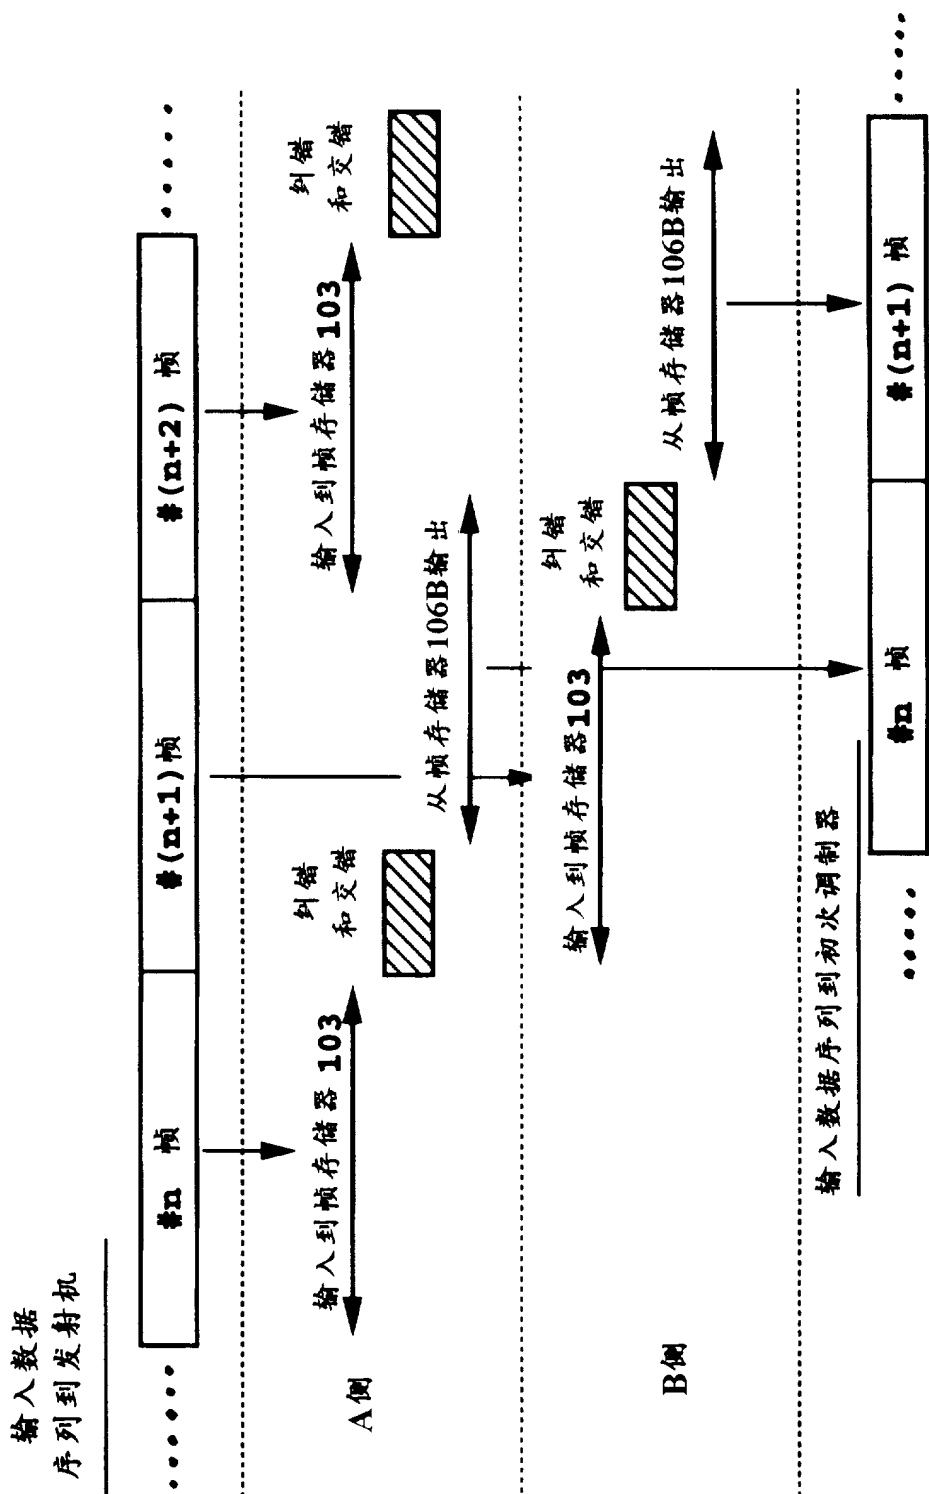 输入数据
序列到发射机
#n 帧
#(n+1)帧
#(n+2) 帧
A侧
输入到帧存储器 103
纠错
和交错
从帧存储器106B输出
输入到帧存储器 103
纠错
和交错
B侧
输入到帧存储器103
纠错
和交错
从帧存储器106B输出
输入数据序列到初次调制器
#n 帧
#(n+1) 帧